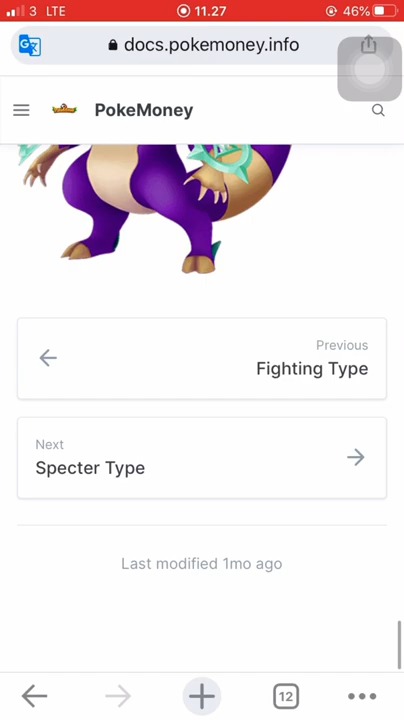 3 LTE 11.27 46%
docs.pokemoney.info
PokeMoney
Previous
Fighting Type
Next
Specter Type
Last modified 1mo ago
12